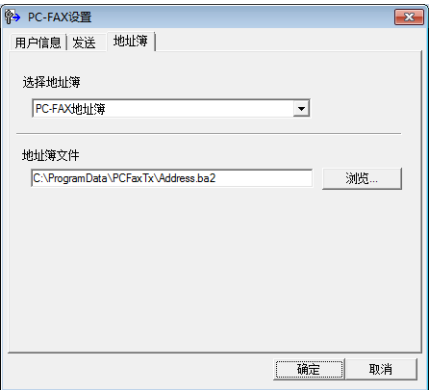 PC-FAX设置
用户信息 发送 地址簿
选择地址簿
PC-FAX地址簿
地址簿文件
C:\ProgramData\PCFaxTx\Address.ba2 浏览...
确定 取消